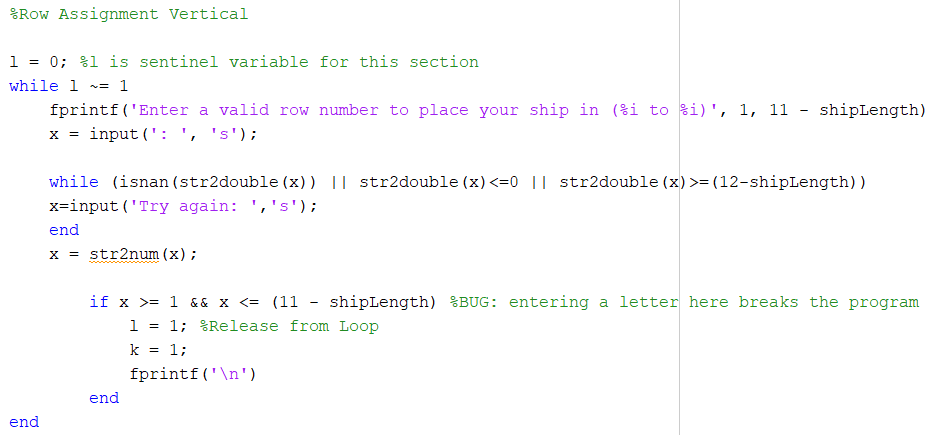 %Row Assignment Vertical
l = 0; %l is sentinel variable for this section
while l ~= 1
fprintf('Enter a valid row number to place your ship in (%i to %i)', 1, 11 - shipLength)
x = input(': ', 's');
while (isnan(str2double(x)) || str2double(x)<=0 || str2double(x)>=(12-shipLength))
x=input('Try again: ','s');
end
x = str2num(x);
if x >= 1 && x <= (11 - shipLength) %BUG: entering a letter here breaks the program
l = 1; %Release from Loop
k = 1;
fprintf('\n')
end
end